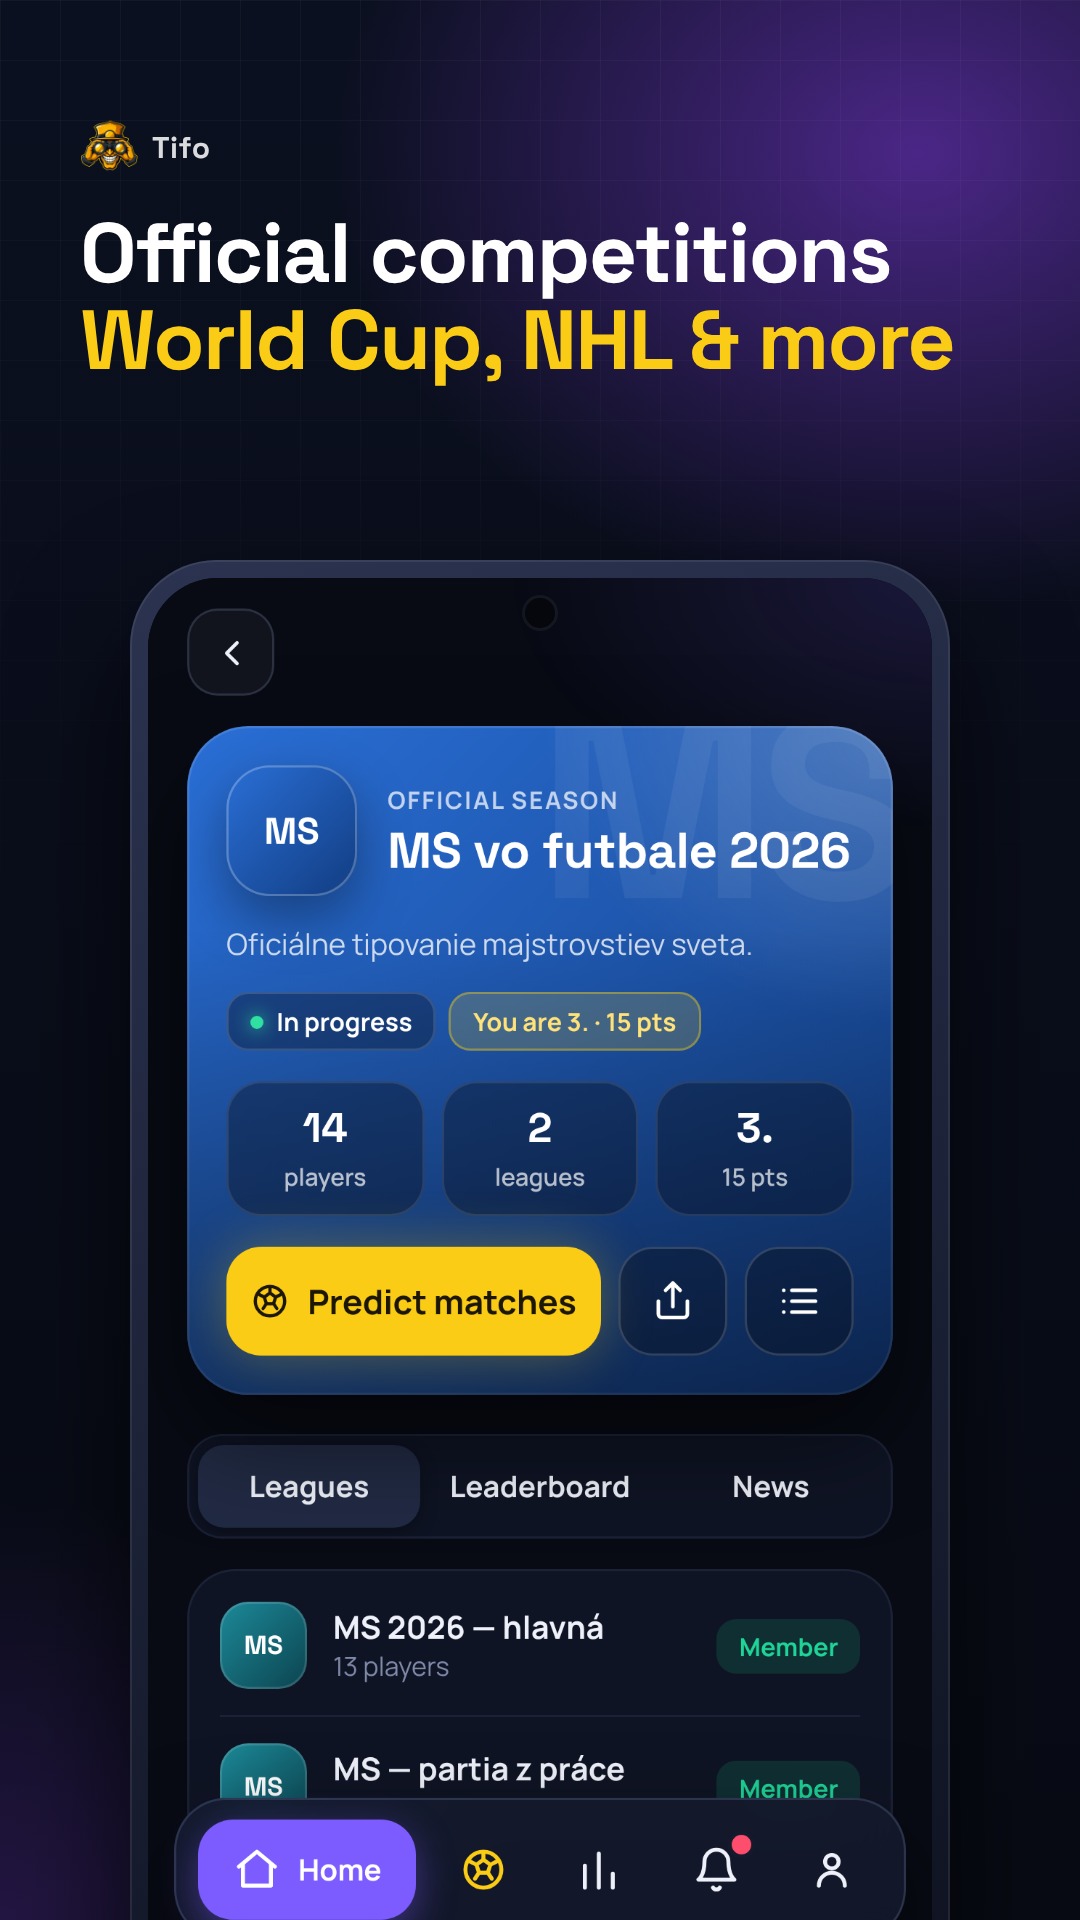 Tifo
Official competitions
World Cup, NHL & more
MS
MS
OFFICIAL SEASON
MS vo futbale 2026
Oficiálne tipovanie majstrovstiev sveta.
In progress
You are 3. · 15 pts
14
players
2
leagues
3.
15 pts
Predict matches
Leagues
Leaderboard
News
MS
MS 2026 — hlavná
13 players
Member
MS
MS — partia z práce
Member
Home